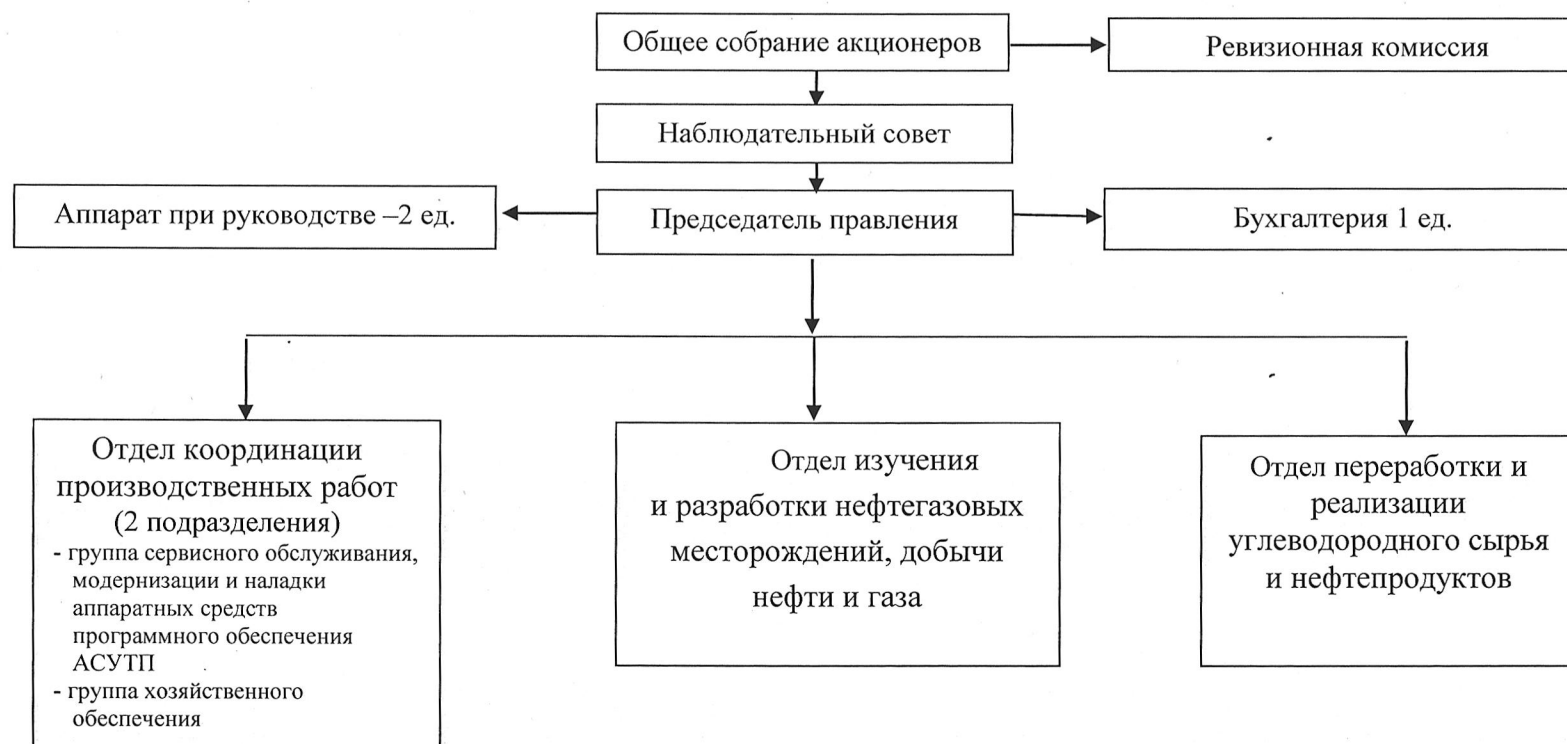 Общее собрание акционеров
Ревизионная комиссия
Наблюдательный совет
Аппарат при руководстве –2 ед.
Председатель правления
Бухгалтерия 1 ед.
Отдел координации
производственных работ
(2 подразделения)
- группа сервисного обслуживания,
модернизации и наладки
аппаратных средств
программного обеспечения
АСУТП
- группа хозяйственного
обеспечения
Отдел изучения
и разработки нефтегазовых
месторождений, добычи
нефти и газа
Отдел переработки и
реализации
углеводородного сырья
и нефтепродуктов